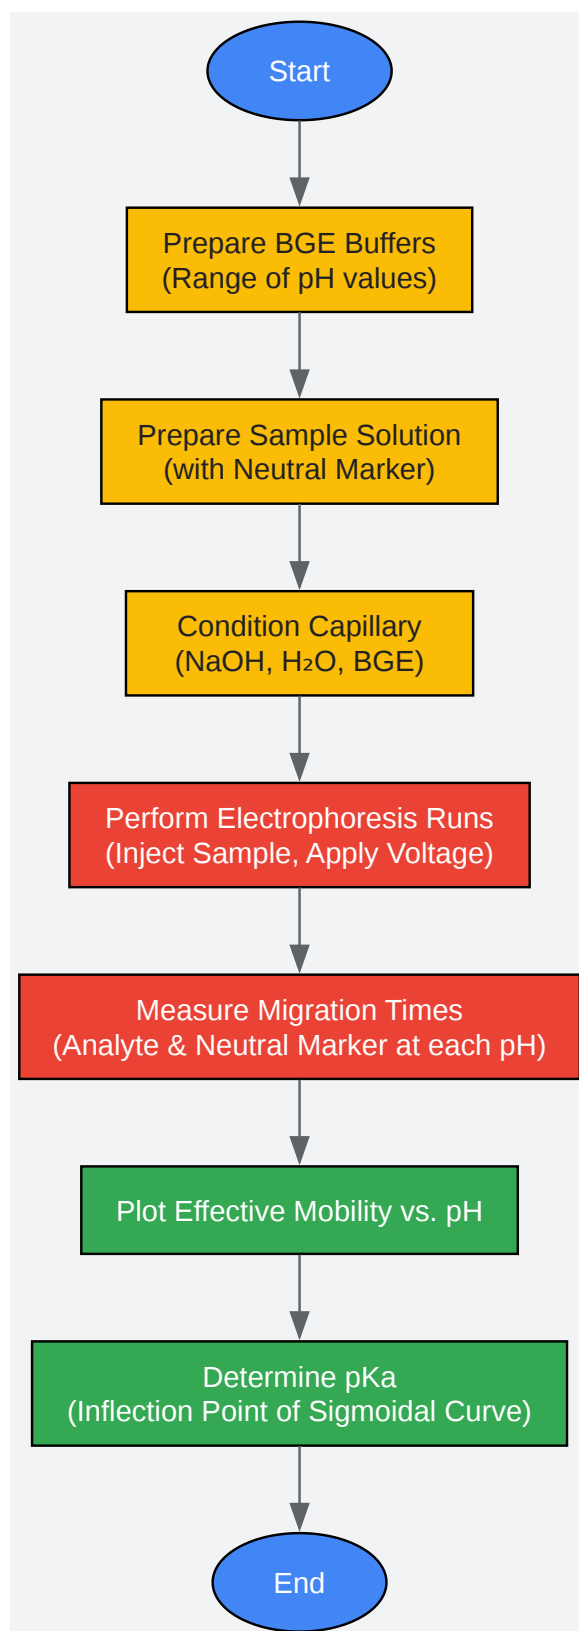 Start
Prepare BGE Buffers
(Range of pH values)
Prepare Sample Solution
(with Neutral Marker)
Condition Capillary
(NaOH, H₂O, BGE)
Perform Electrophoresis Runs
(Inject Sample, Apply Voltage)
Measure Migration Times
(Analyte & Neutral Marker at each pH)
Plot Effective Mobility vs. pH
Determine pKa
(Inflection Point of Sigmoidal Curve)
End